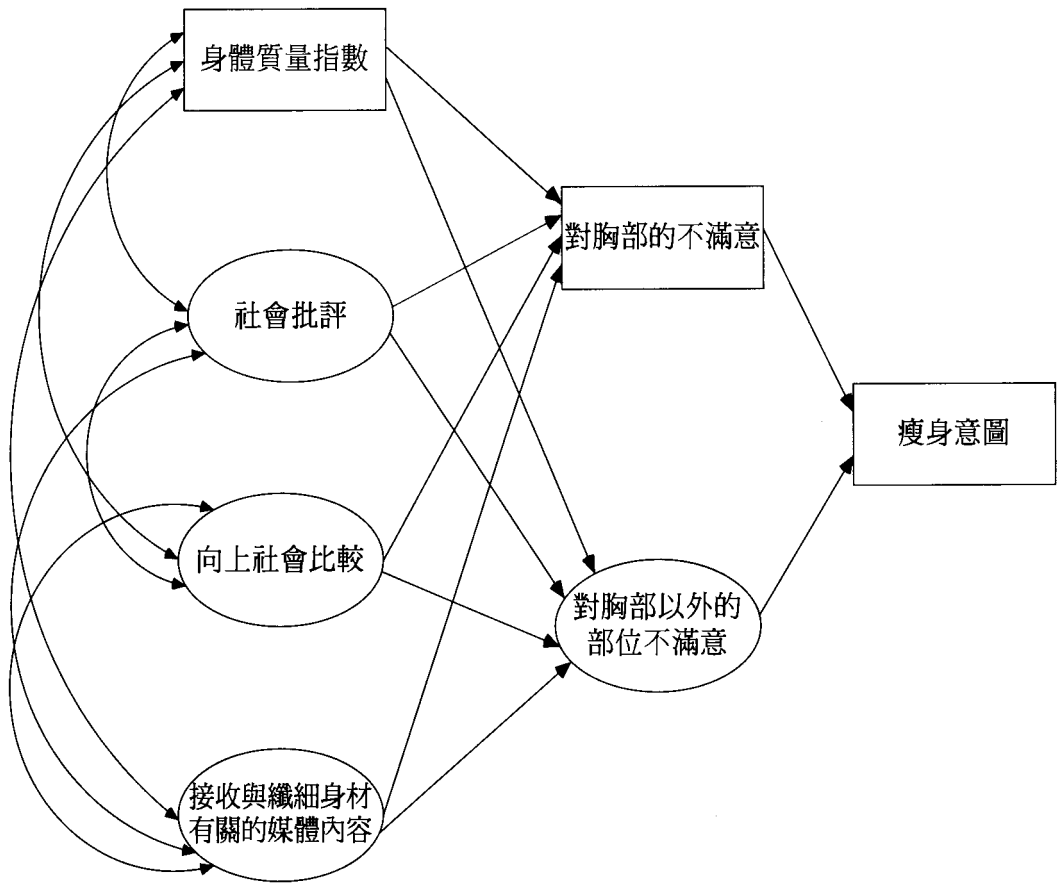 身體質量指數
對胸部的不滿意
社會批評
瘦身意圖
向上社會比較
對胸部以外的
部位不滿意
接收與纖細身材
有關的媒體內容